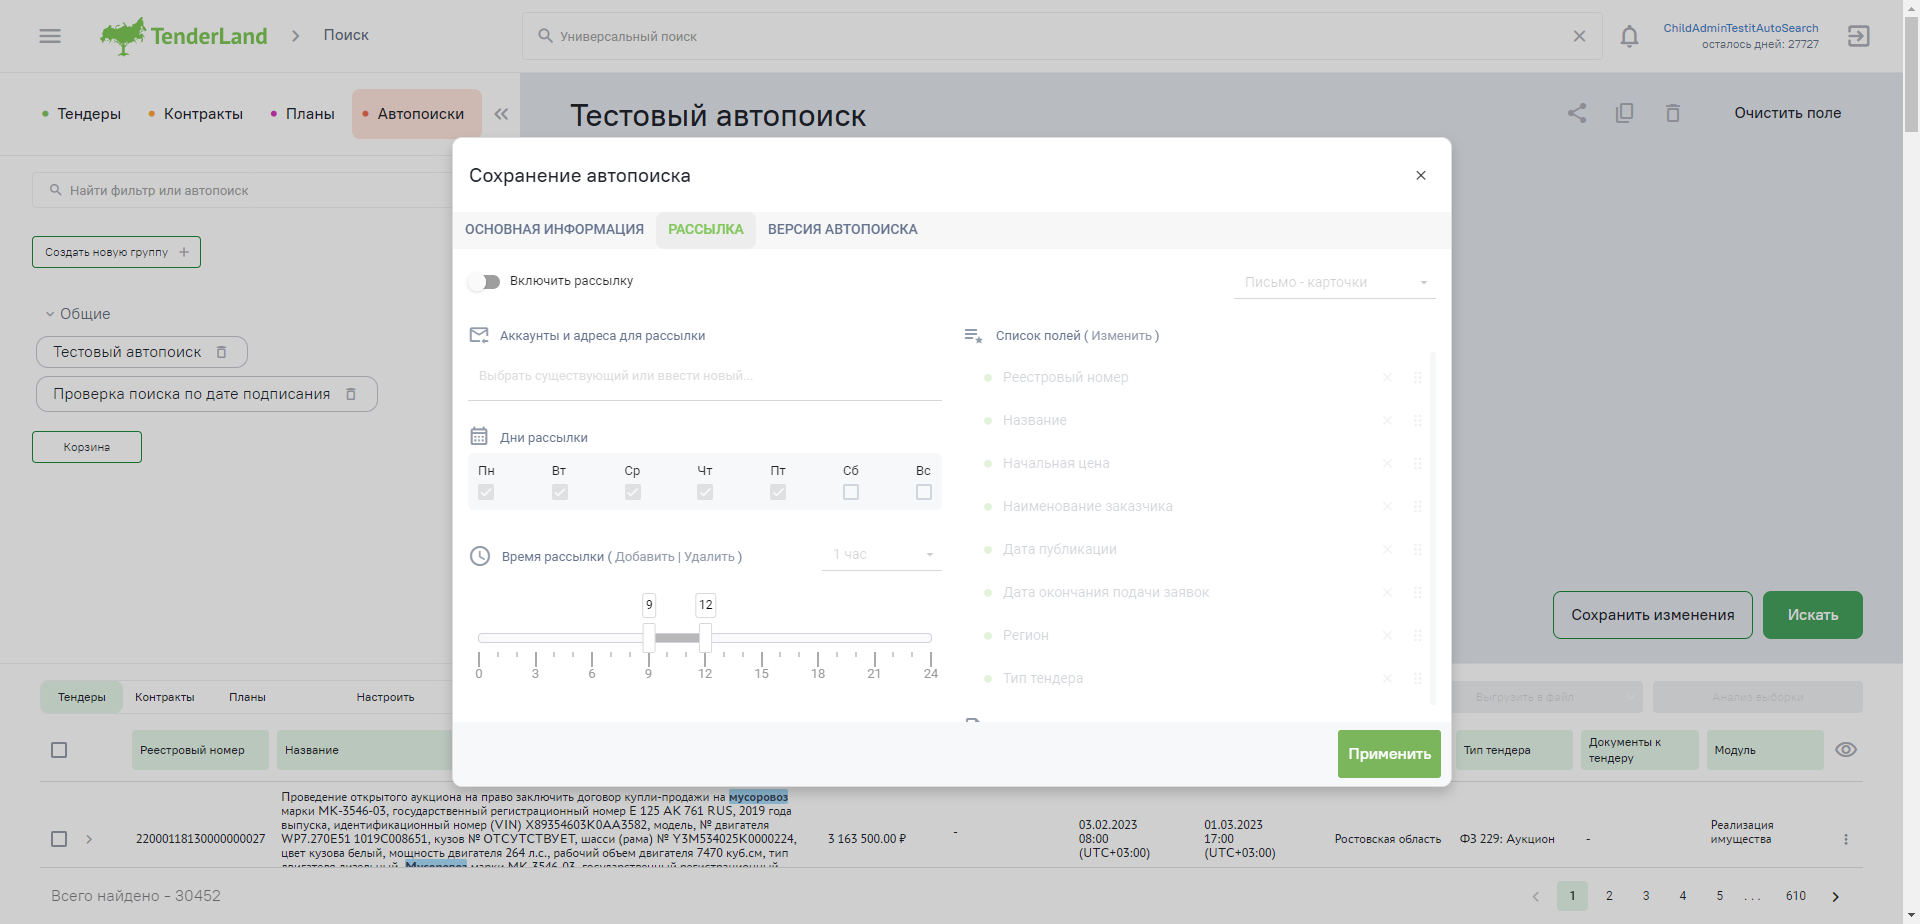 TenderLand
Поиск
Универсальный поиск
ChildAdminTestitAutoSearch
осталось дней: 27727
Тендеры
Контракты
Планы
Автопоиски
Тестовый автопоиск
Очистить поле
Найти фильтр или автопоиск
Создать новую группу
Общие
Тестовый автопоиск
Проверка поиска по дате подписания
Корзина
Сохранение автопоиска
ОСНОВНАЯ ИНФОРМАЦИЯ
РАССЫЛКА
ВЕРСИЯ АВТОПОИСКА
Включить рассылку
Письмо - карточки
Аккаунты и адреса для рассылки
Выбрать существующий или ввести новый...
Дни рассылки
Пн Вт Ср Чт Пт Сб Вс
Время рассылки ( Добавить | Удалить )
1 час
9 12
0 3 6 9 12 15 18 21 24
Список полей ( Изменить )
Реестровый номер
Название
Начальная цена
Наименование заказчика
Дата публикации
Дата окончания подачи заявок
Регион
Тип тендера
Применить
Сохранить изменения
Искать
Тендеры
Контракты
Планы
Настроить
Выгрузить в файл
Анализ выборки
Реестровый номер
Название
Тип тендера
Документы к
тендеру
Модуль
22000118130000000027
Проведение открытого аукциона на право заключить договор купли-продажи на мусоровоз
марки МК-3546-03, государственный регистрационный номер Е 125 АК 761 RUS, 2019 года
выпуска, идентификационный номер (VIN) X89354603K0AA3582, модель, № двигателя
WP7.270E51 1019C008651, кузов № ОТСУТСТВУЕТ, шасси (рама) № Y3M534025K0000224,
цвет кузова белый, мощность двигателя 264 л.с., рабочий объем двигателя 7470 куб.см, тип
двигателя дизельный. Мусоровоз марки МК-3546-03, государственный регистрационный
3 163 500.00 ₽
-
03.02.2023
08:00
(UTC+03:00)
01.03.2023
17:00
(UTC+03:00)
Ростовская область
ФЗ 229: Аукцион
-
Реализация
имущества
Всего найдено - 30452
1 2 3 4 5 ... 610